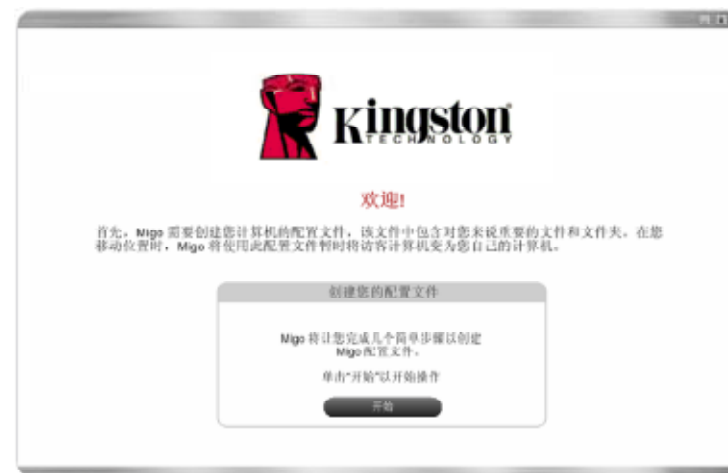 Kingston
TECHNOLOGY
欢迎!
首先，Migo 需要创建您计算机的配置文件，该文件中包含对您来说重要的文件和文件夹。在您
移动位置时，Migo 将使用此配置文件暂时将访客计算机变为您自己的计算机。
创建您的配置文件
Migo 将让您完成几个简单步骤以创建
Migo 配置文件。
单击“开始”以开始操作
开始